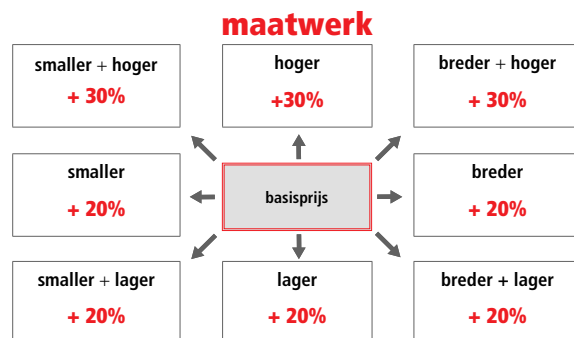 maatwerk
smaller + hoger
+ 30%
hoger
+30%
breder + hoger
+ 30%
smaller
+ 20%
basisprijs
breder
+ 20%
smaller + lager
+ 20%
lager
+ 20%
breder + lager
+ 20%